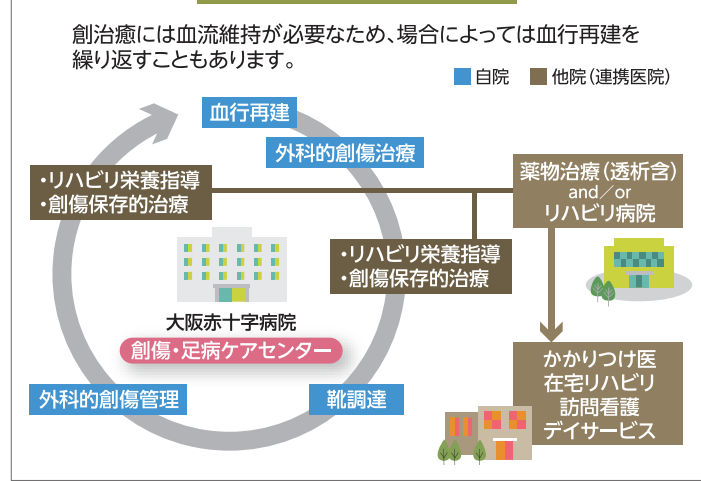 創治癒には血流維持が必要なため、場合によっては血行再建を
繰り返すこともあります。
自院
他院(連携医院)
血行再建
外科的創傷治療
・リハビリ栄養指導
・創傷保存的治療
薬物治療(透析含)
and/or
リハビリ病院
・リハビリ栄養指導
・創傷保存的治療
大阪赤十字病院
創傷・足病ケアセンター
外科的創傷管理
靴調達
かかりつけ医
在宅リハビリ
訪問看護
デイサービス